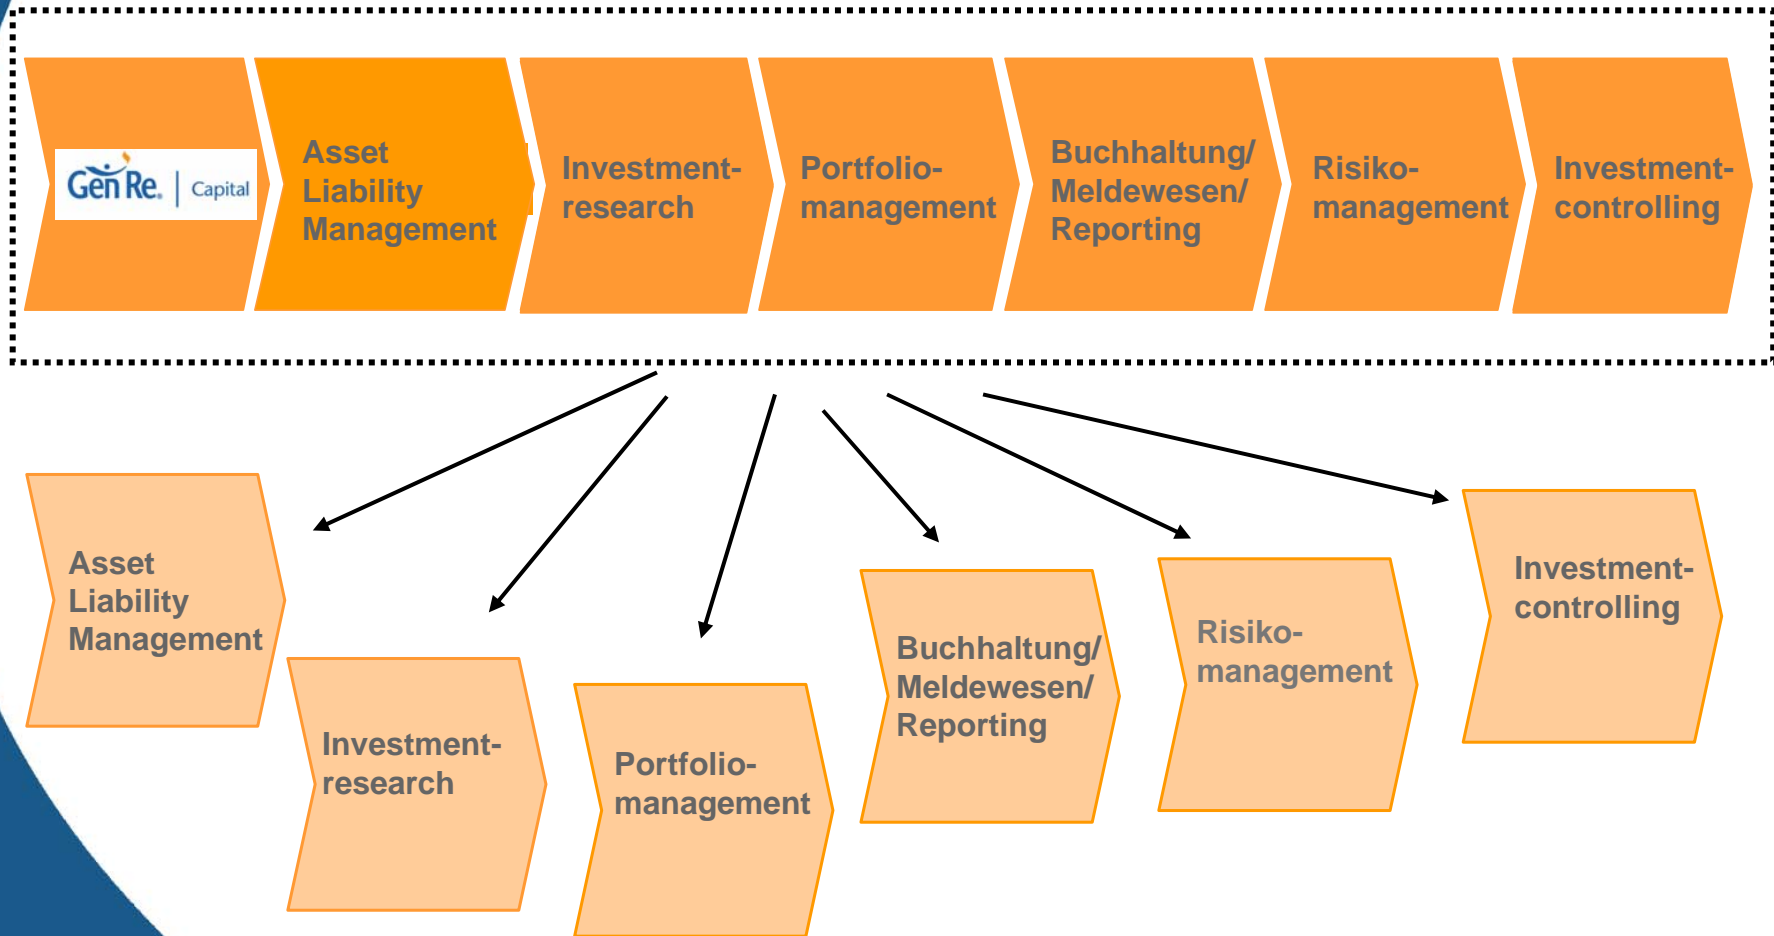 Gen Re. | Capital
Asset
Liability
Management
Investment-
research
Portfolio-
management
Buchhaltung/
Meldewesen/
Reporting
Risiko-
management
Investment-
controlling
Asset
Liability
Management
Investment-
research
Portfolio-
management
Buchhaltung/
Meldewesen/
Reporting
Risiko-
management
Investment-
controlling